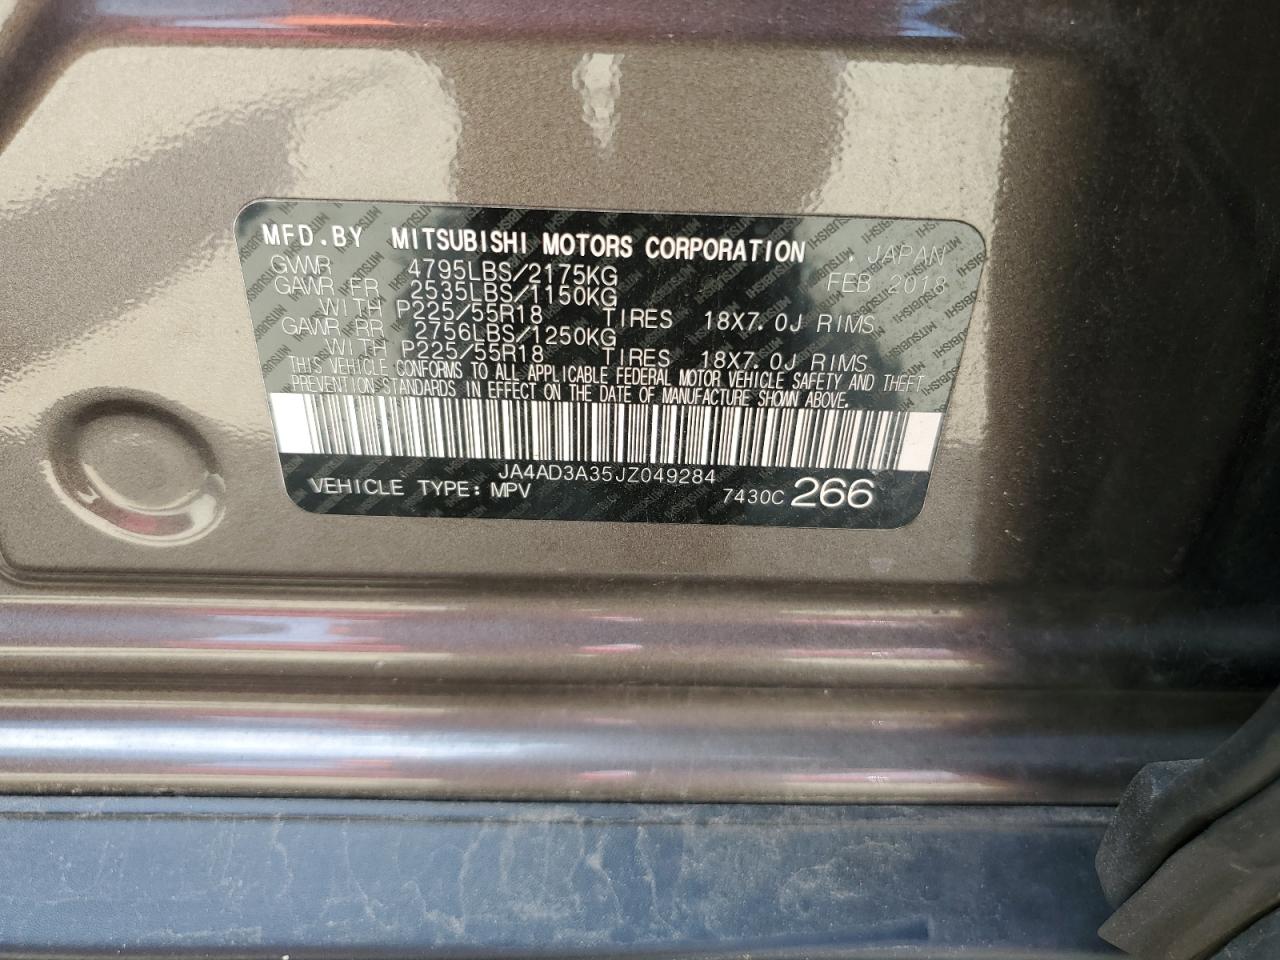 MFD.BY MITSUBISHI MOTORS CORPORATION , JAPAN
GVWR 4795LBS/2175KG FEB 2018
GAWR FR 2535LBS/1150KG
WITH P225/55R18 TIRES 18X7.0J RIMS
GAWR RR 2756LBS/1250KG
WITH P225/55R18 TIRES 18X7.0J RIMS
THIS VEHICLE CONFORMS TO ALL APPLICABLE FEDERAL MOTOR VEHICLE SAFETY AND THEFT
PREVENTION STANDARDS IN EFFECT ON THE DATE OF MANUFACTURE SHOWN ABOVE.
JA4AD3A35JZ049284
VEHICLE TYPE: MPV 7430C 266